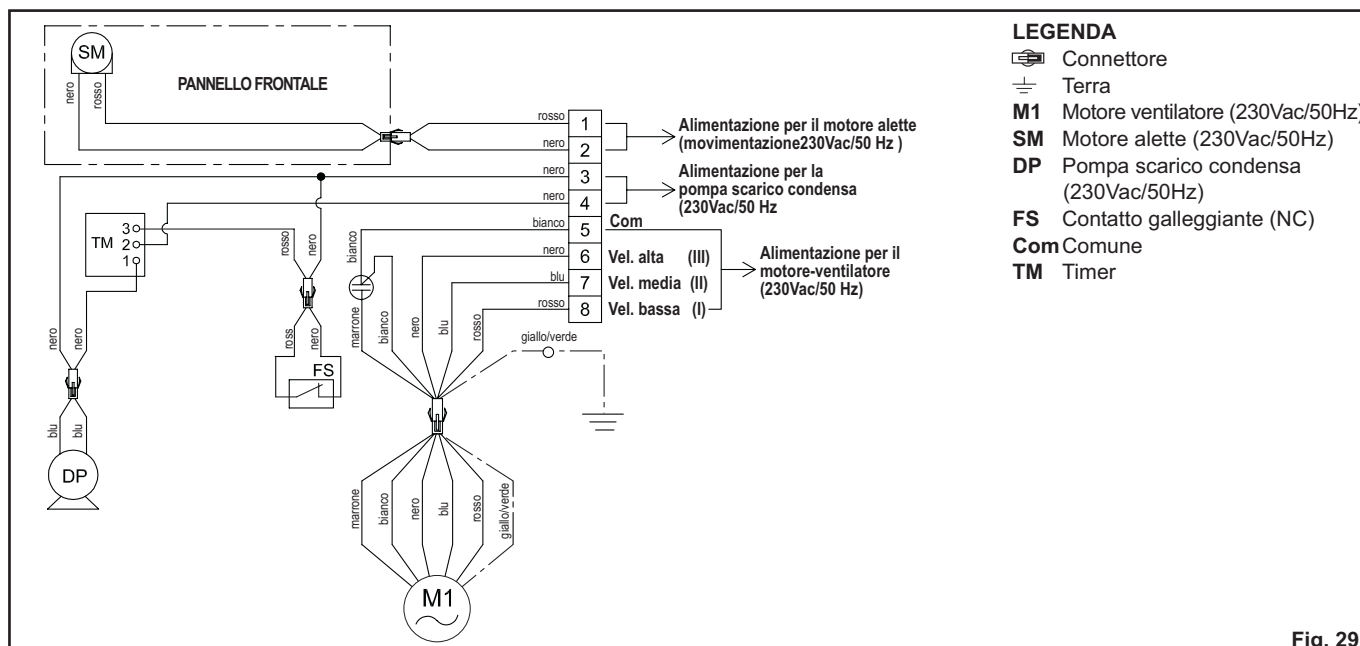 SM
PANNELLO FRONTALE
nero
rosso
rosso 1
nero 2
nero 3
nero 4
bianco 5 Com
nero 6 Vel. alta (III)
blu 7 Vel. media (II)
rosso 8 Vel. bassa (I)
Alimentazione per il motore alette
(movimentazione230Vac/50 Hz )
Alimentazione per la
pompa scarico condensa
(230Vac/50 Hz
Alimentazione per il
motore-ventilatore
(230Vac/50 Hz)
TM
3
2
1
rosso
nero
bianco
nero
nero
ross
nero
FS
marrone
bianco
nero
blu
rosso
giallo/verde
blu
blu
DP
marrone
bianco
nero
blu
rosso
giallo/verde
M1
LEGENDA
Connettore
Terra
M1 Motore ventilatore (230Vac/50Hz)
SM Motore alette (230Vac/50Hz)
DP Pompa scarico condensa
(230Vac/50Hz)
FS Contatto galleggiante (NC)
Com Comune
TM Timer
Fig. 29